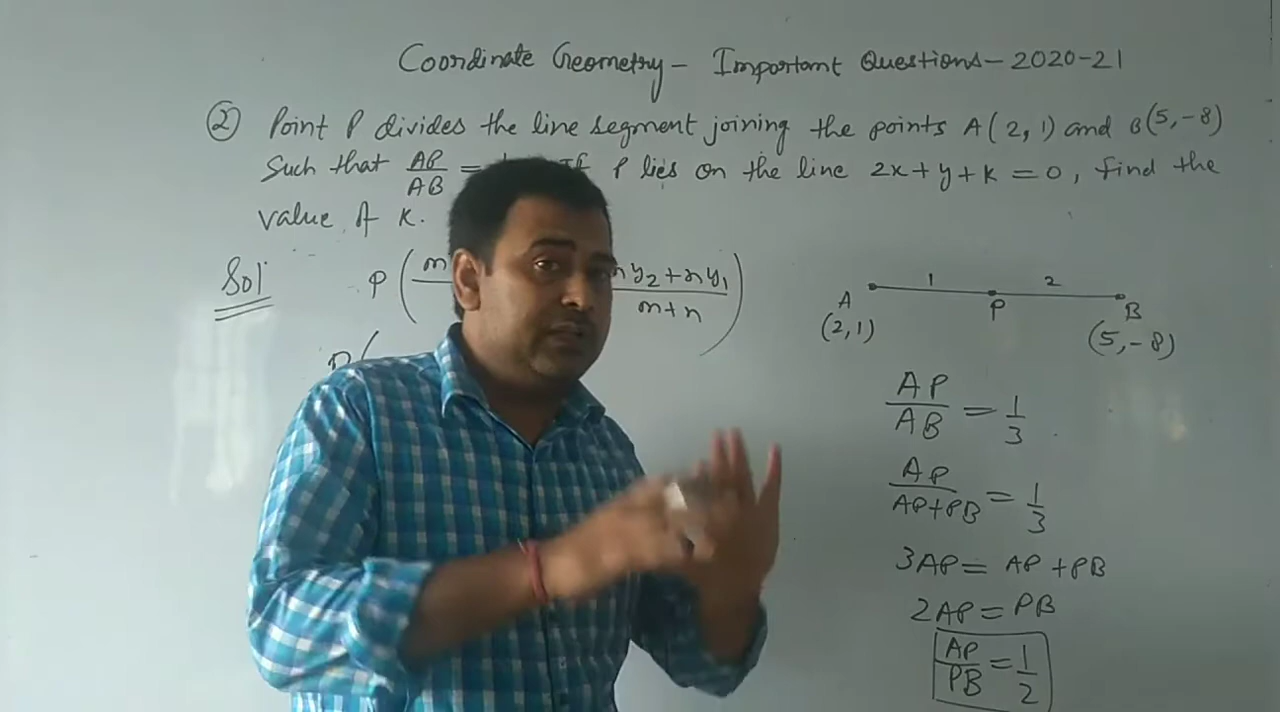 Coordinate Geometry - Important Questions - 2020-21
② Point P divides the line segment joining the points A(2, 1) and B(5, -8)
Such that AP/AB = P lies on the line 2x + y + k = 0, find the
value of k.
Sol
P ( m y2 + n y1 / m + n )
P(
1 2
A P B
(2, 1) (5, -8)
AP/AB = 1/3
AP/AP+PB = 1/3
3AP = AP + PB
2AP = PB
AP/PB = 1/2